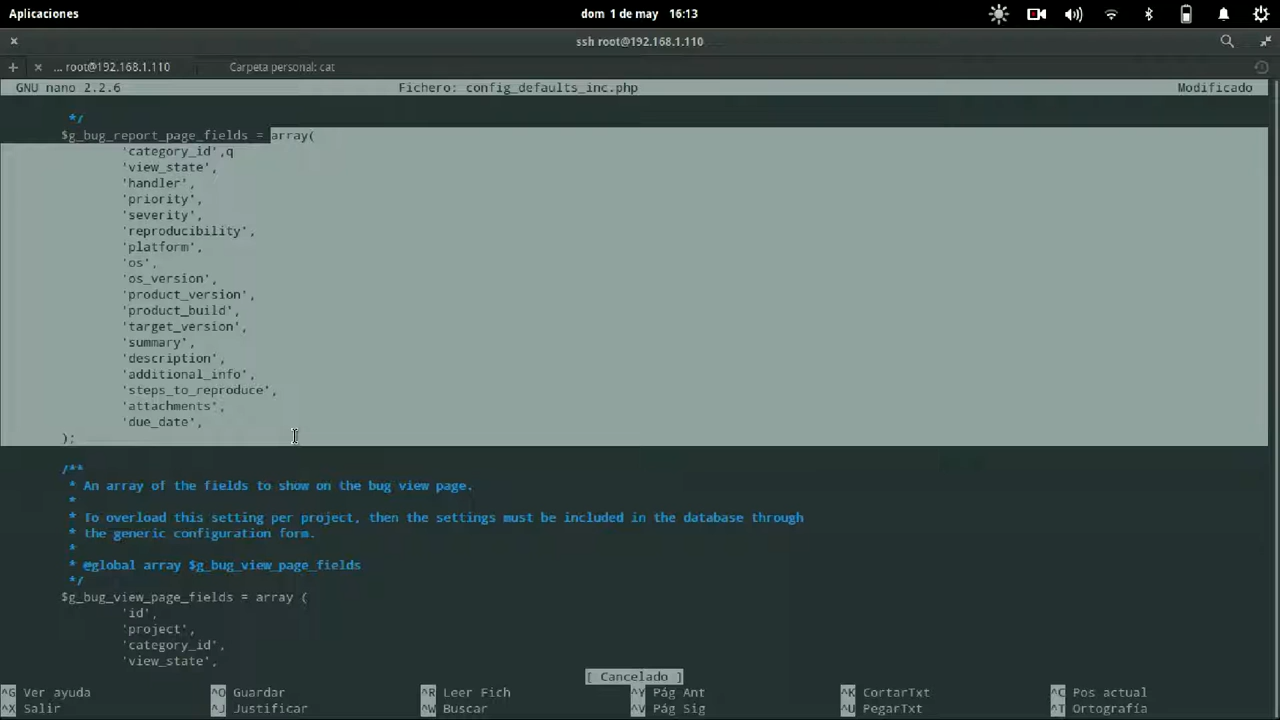 Aplicaciones dom 1 de may 16:13
ssh root@192.168.1.110
... root@192.168.1.110 Carpeta personal: cat
GNU nano 2.2.6 Fichero: config_defaults_inc.php Modificado
*/
$g_bug_report_page_fields = array(
'category_id',q
'view_state',
'handler',
'priority',
'severity',
'reproducibility',
'platform',
'os',
'os_version',
'product_version',
'product_build',
'target_version',
'summary',
'description',
'additional_info',
'steps_to_reproduce',
'attachments',
'due_date',
);
/**
* An array of the fields to show on the bug view page.
*
* To overload this setting per project, then the settings must be included in the database through
* the generic configuration form.
*
* @global array $g_bug_view_page_fields
*/
$g_bug_view_page_fields = array (
'id',
'project',
'category_id',
'view_state',
[ Cancelado ]
^G Ver ayuda ^O Guardar ^R Leer Fich ^Y Pág Ant ^K CortarTxt ^C Pos actual
^X Salir ^J Justificar ^W Buscar ^V Pág Sig ^U PegarTxt ^T Ortografía